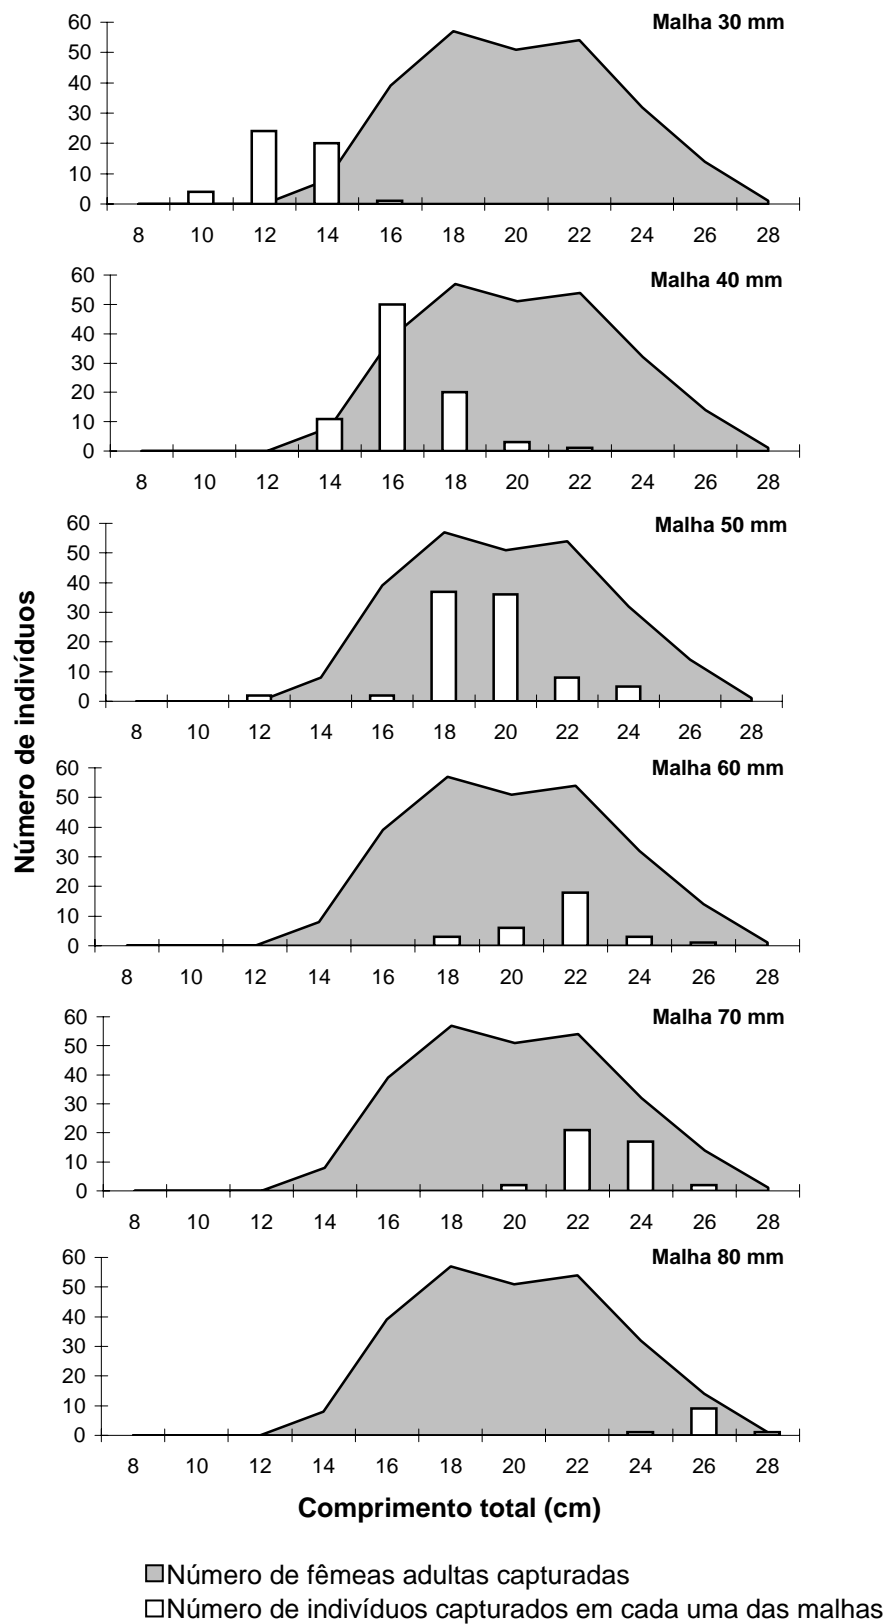 Malha 30 mm
60
50
40
30
20
10
0
8 10 12 14 16 18 20 22 24 26 28
Malha 40 mm
60
50
40
30
20
10
0
8 10 12 14 16 18 20 22 24 26 28
Malha 50 mm
60
50
40
30
20
10
0
8 10 12 14 16 18 20 22 24 26 28
Número de indivíduos
Malha 60 mm
60
50
40
30
20
10
0
8 10 12 14 16 18 20 22 24 26 28
Malha 70 mm
60
50
40
30
20
10
0
8 10 12 14 16 18 20 22 24 26 28
Malha 80 mm
60
50
40
30
20
10
0
8 10 12 14 16 18 20 22 24 26 28
Comprimento total (cm)
Número de fêmeas adultas capturadas
Número de indivíduos capturados em cada uma das malhas